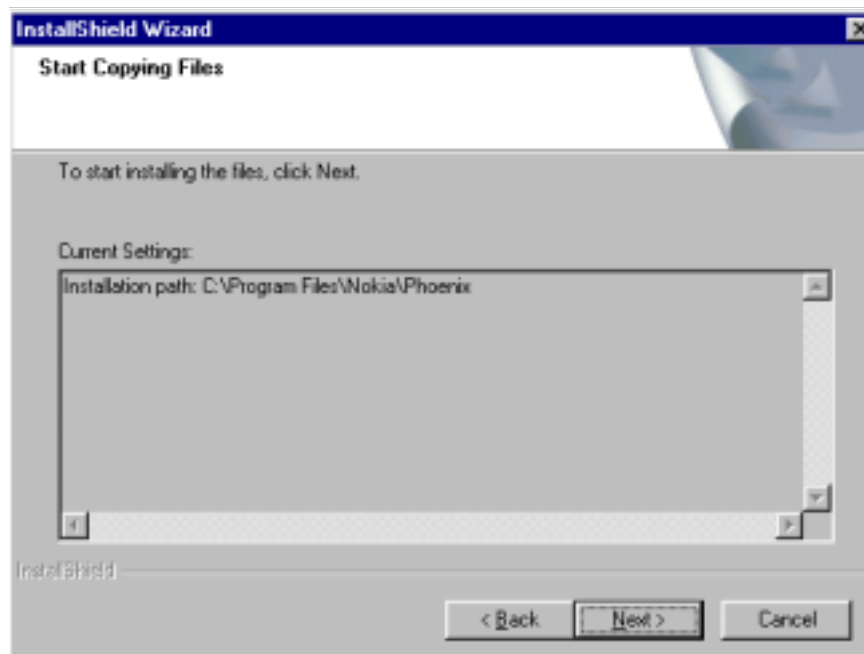 InstallShield Wizard
Start Copying Files
To start installing the files, click Next.
Current Settings:
Installation path: C:\Program Files\Nokia\Phoenix
InstallShield
< Back Next > Cancel